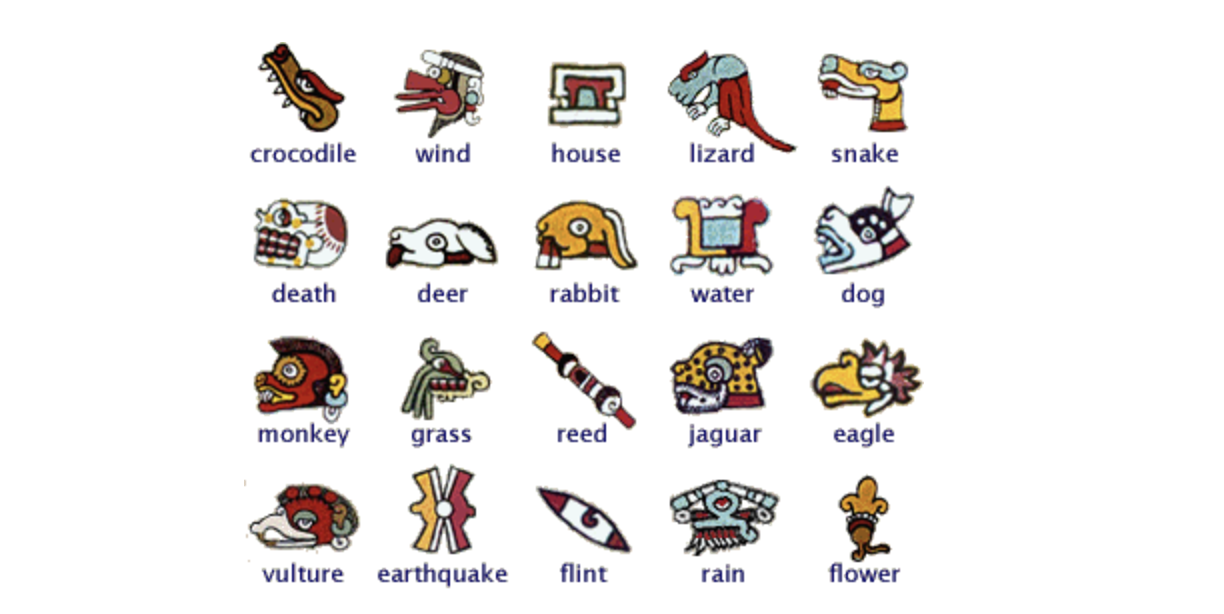 crocodile wind house lizard snake
death deer rabbit water dog
monkey grass reed jaguar eagle
vulture earthquake flint rain flower